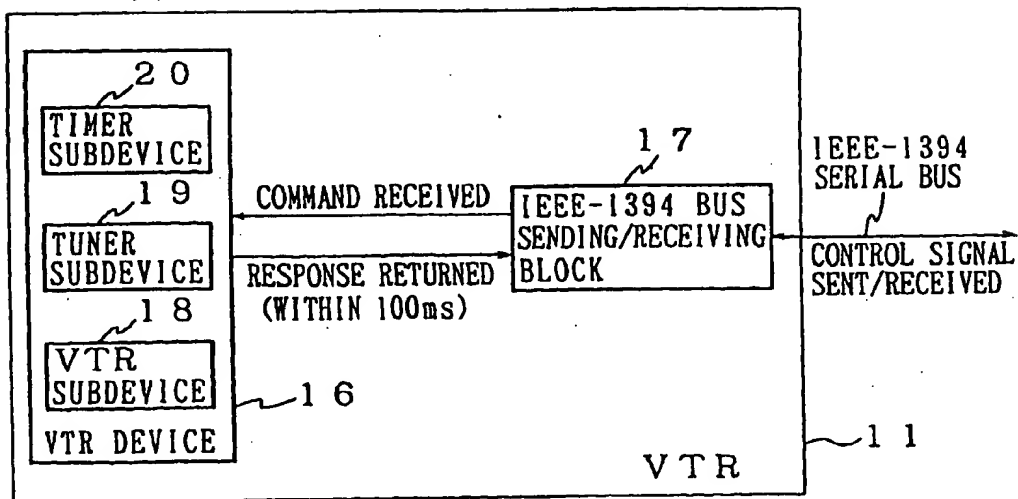 20
TIMER
SUBDEVICE
19
TUNER
SUBDEVICE
18
VTR
SUBDEVICE
VTR DEVICE
16
COMMAND RECEIVED
RESPONSE RETURNED
(WITHIN 100ms)
17
IEEE-1394 BUS
SENDING/RECEIVING
BLOCK
IEEE-1394
SERIAL BUS
CONTROL SIGNAL
SENT/RECEIVED
11
VTR